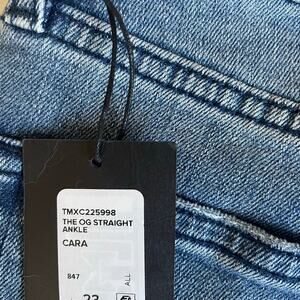 TMXC225998
THE OG STRAIGHT
ANKLE
CARA
847
ALL
23